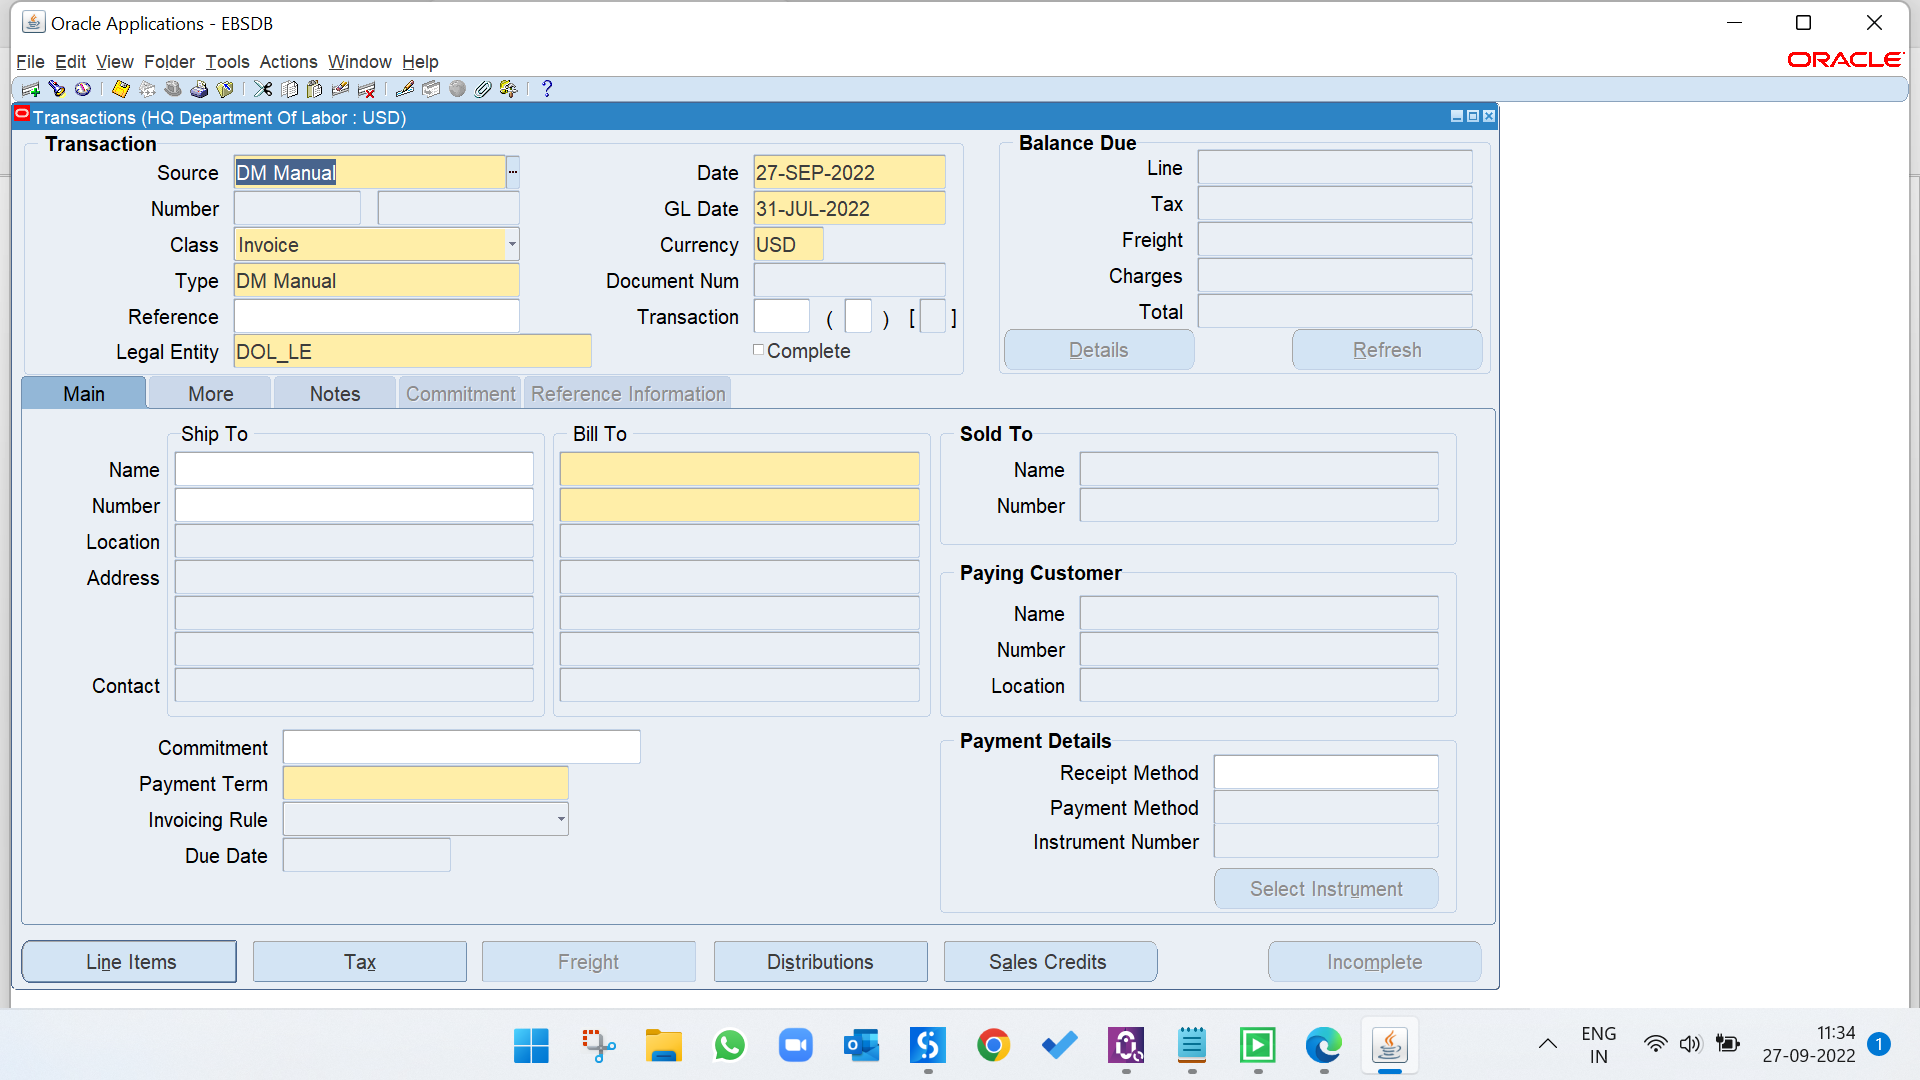 Oracle Applications - EBSDB
File Edit View Folder Tools Actions Window Help
ORACLE
?
Transactions (HQ Department Of Labor : USD)
Transaction
Source DM Manual ...
Number
Class Invoice
Type DM Manual
Reference
Legal Entity DOL_LE
Date 27-SEP-2022
GL Date 31-JUL-2022
Currency USD
Document Num
Transaction ( ) [ ]
Complete
Balance Due
Line
Tax
Freight
Charges
Total
Details Refresh
Main More Notes Commitment Reference Information
Ship To Bill To
Name
Number
Location
Address
Contact
Sold To
Name
Number
Paying Customer
Name
Number
Location
Commitment
Payment Term
Invoicing Rule
Due Date
Payment Details
Receipt Method
Payment Method
Instrument Number
Select Instrument
Line Items Tax Freight Distributions Sales Credits Incomplete
ENG
IN
11:34
27-09-2022
1